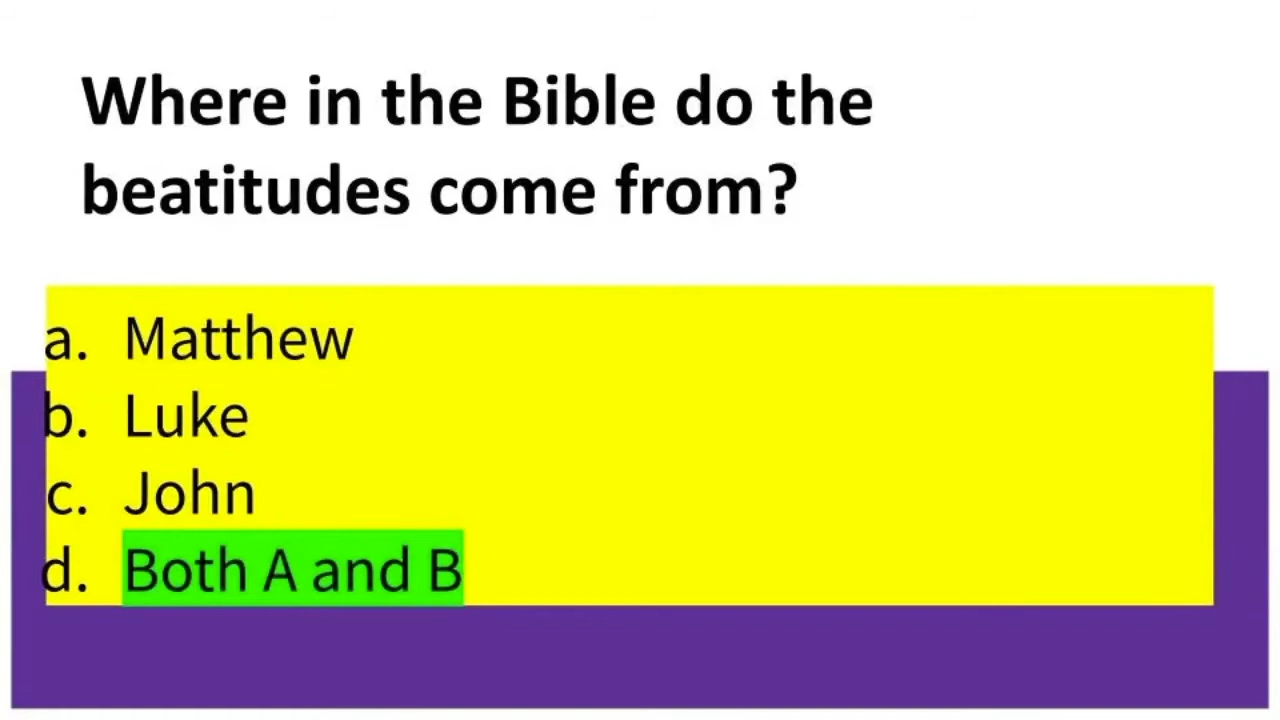 Where in the Bible do the
beatitudes come from?
a. Matthew
b. Luke
c. John
d. Both A and B